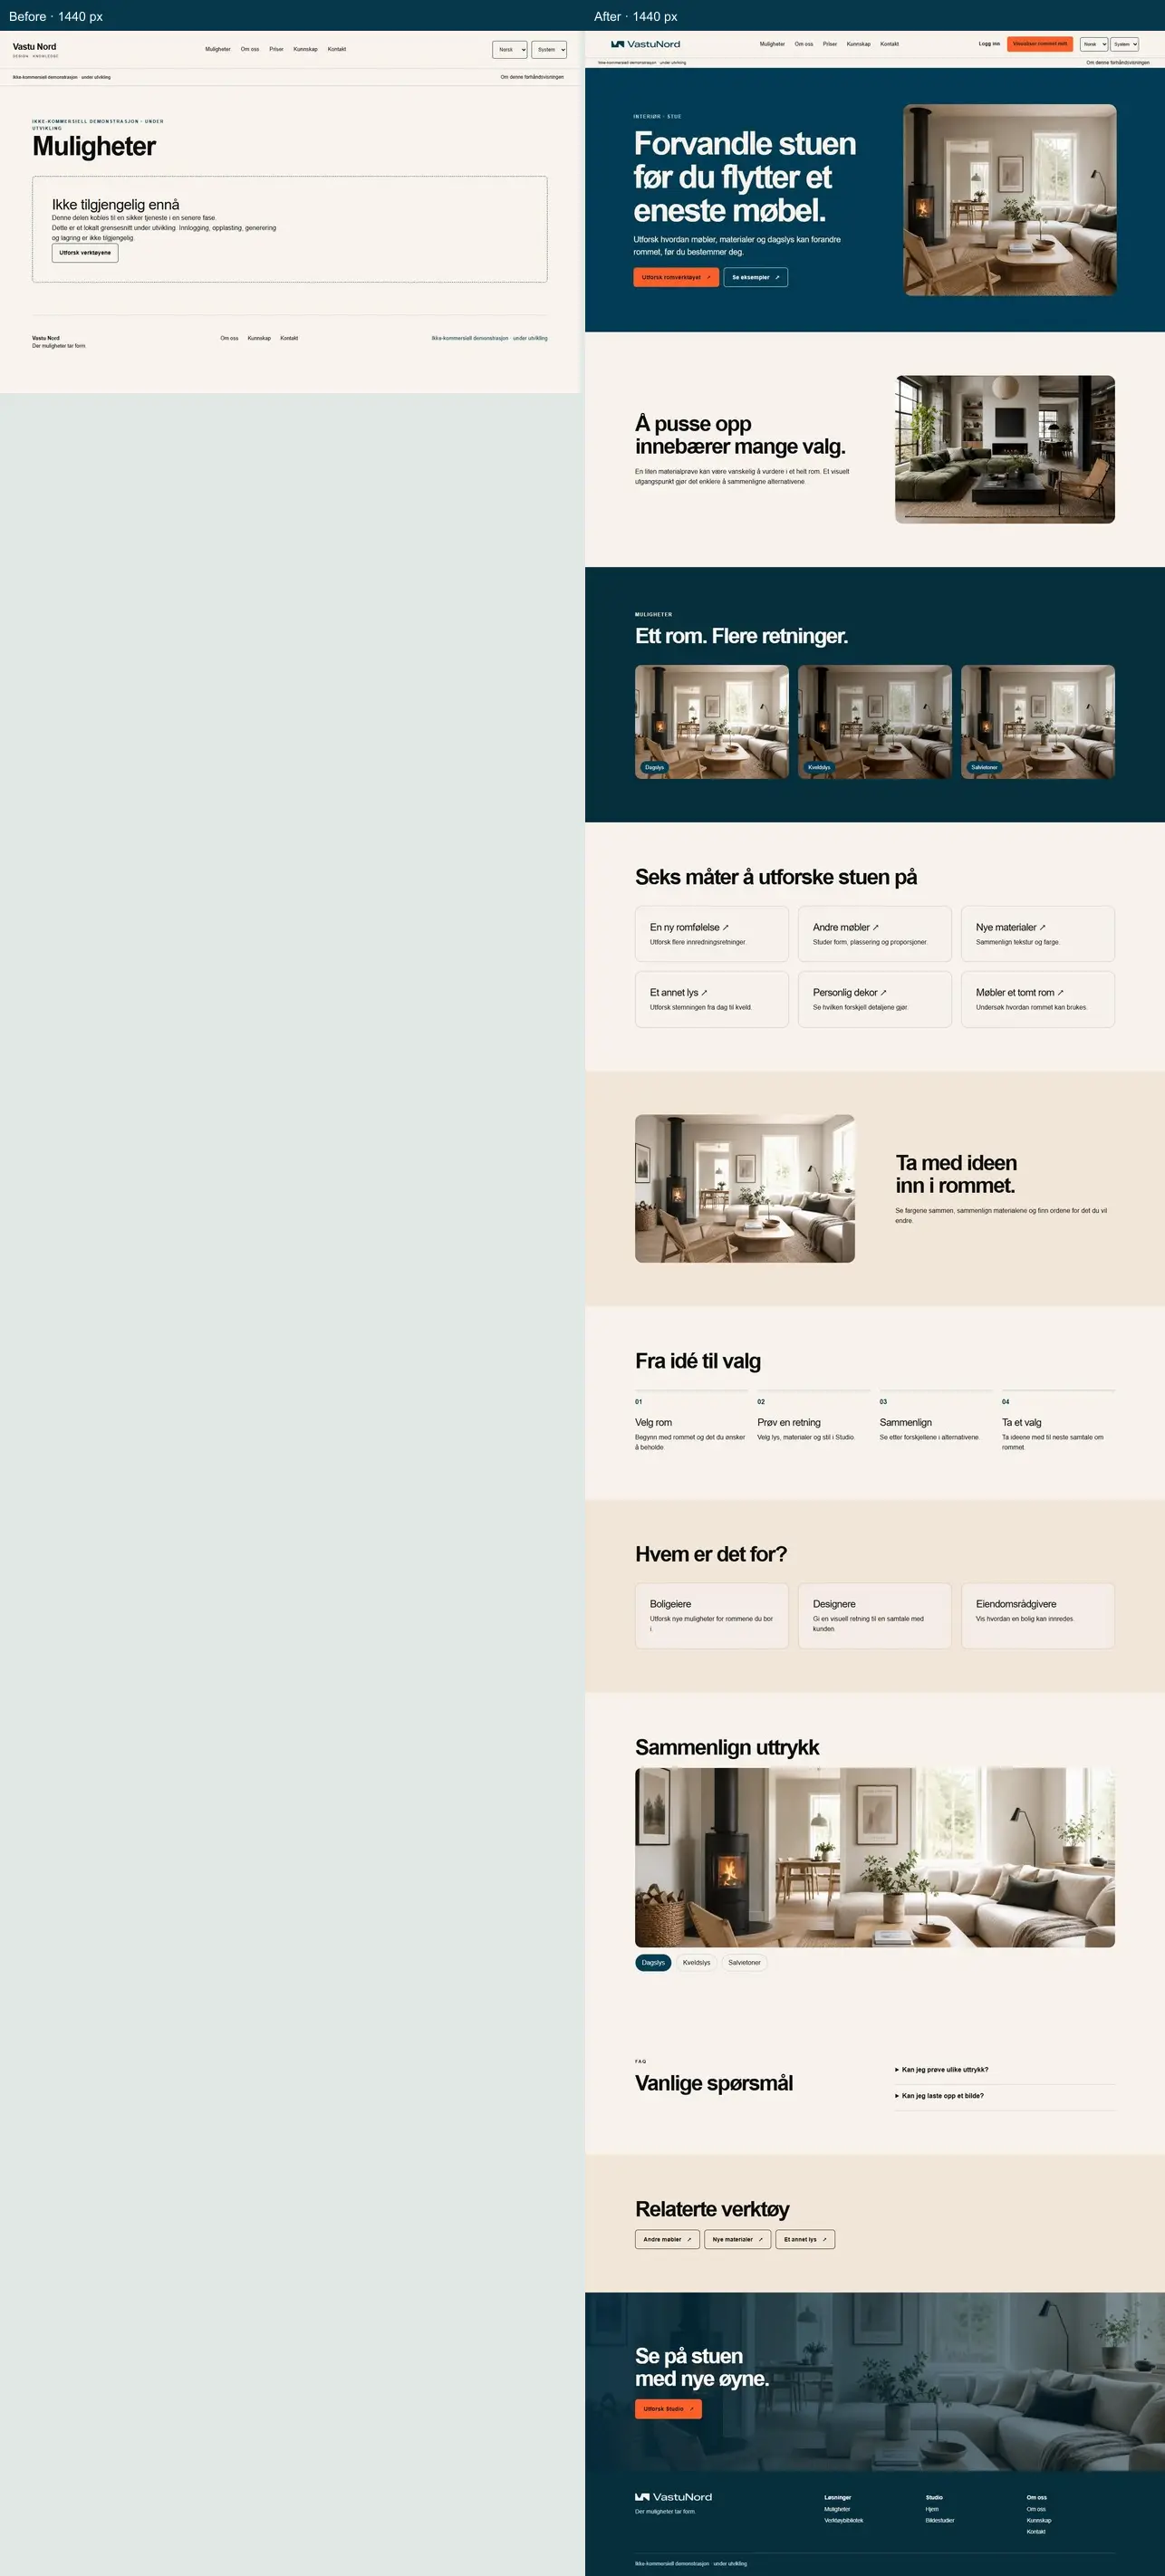 Before · 1440 px
Vastu Nord
DESIGN · KNOWLEDGE
Muligheter Om oss Priser Kunnskap Kontakt
Norsk System
Ikke-kommersiell demonstrasjon · under utvikling
Om denne forhåndsvisningen
IKKE-KOMMERSIELL DEMONSTRASJON · UNDER
UTVIKLING
Muligheter
Ikke tilgjengelig ennå
Denne delen kobles til en sikker tjeneste i en senere fase.
Dette er et lokalt grensesnitt under utvikling. Innlogging, opplasting, generering
og lagring er ikke tilgjengelig.
Utforsk verktøyene
Vastu Nord
Der muligheter tar form.
Om oss Kunnskap Kontakt
Ikke-kommersiell demonstrasjon · under utvikling
After · 1440 px
VastuNord
Muligheter Om oss Priser Kunnskap Kontakt
Logg inn
Visualiser rommet ditt
Norsk System
Ikke-kommersiell demonstrasjon · under utvikling
Om denne forhåndsvisningen
INTERIØR · STUE
Forvandle stuen
før du flytter et
eneste møbel.
Utforsk hvordan møbler, materialer og dagslys kan forandre
rommet, før du bestemmer deg.
Utforsk romverktøyet ↗ Se eksempler ↗
Å pusse opp
innebærer mange valg.
En liten materialprøve kan være vanskelig å vurdere i et helt rom. Et visuelt
utgangspunkt gjør det enklere å sammenligne alternativene.
MULIGHETER
Ett rom. Flere retninger.
Dagslys Kveldslys Salvietoner
Seks måter å utforske stuen på
En ny romfølelse ↗
Utforsk flere innredningsretninger.
Andre møbler ↗
Studer form, plassering og proporsjoner.
Nye materialer ↗
Sammenlign tekstur og farge.
Et annet lys ↗
Utforsk stemningen fra dag til kveld.
Personlig dekor ↗
Se hvilken forskjell detaljene gjør.
Møbler et tomt rom ↗
Undersøk hvordan rommet kan brukes.
Ta med ideen
inn i rommet.
Se fargene sammen, sammenlign materialene og finn ordene for det du vil
endre.
Fra idé til valg
01
Velg rom
Begynn med rommet og det du ønsker
å beholde.
02
Prøv en retning
Velg lys, materialer og stil i Studio.
03
Sammenlign
Se etter forskjellene i alternativene.
04
Ta et valg
Ta ideene med til neste samtale om
rommet.
Hvem er det for?
Boligeiere
Utforsk nye muligheter for rommene du bor
i.
Designere
Gi en visuell retning til en samtale med
kunden.
Eiendomsrådgivere
Vis hvordan en bolig kan innredes.
Sammenlign uttrykk
Dagslys Kveldslys Salvietoner
FAQ
Vanlige spørsmål
▶ Kan jeg prøve ulike uttrykk?
▶ Kan jeg laste opp et bilde?
Relaterte verktøy
Andre møbler ↗ Nye materialer ↗ Et annet lys ↗
Se på stuen
med nye øyne.
Utforsk Studio ↗
VastuNord
Der muligheter tar form.
Løsninger
Muligheter
Verktøybibliotek
Studio
Hjem
Bildestudier
Om oss
Om oss
Kunnskap
Kontakt
Ikke-kommersiell demonstrasjon · under utvikling